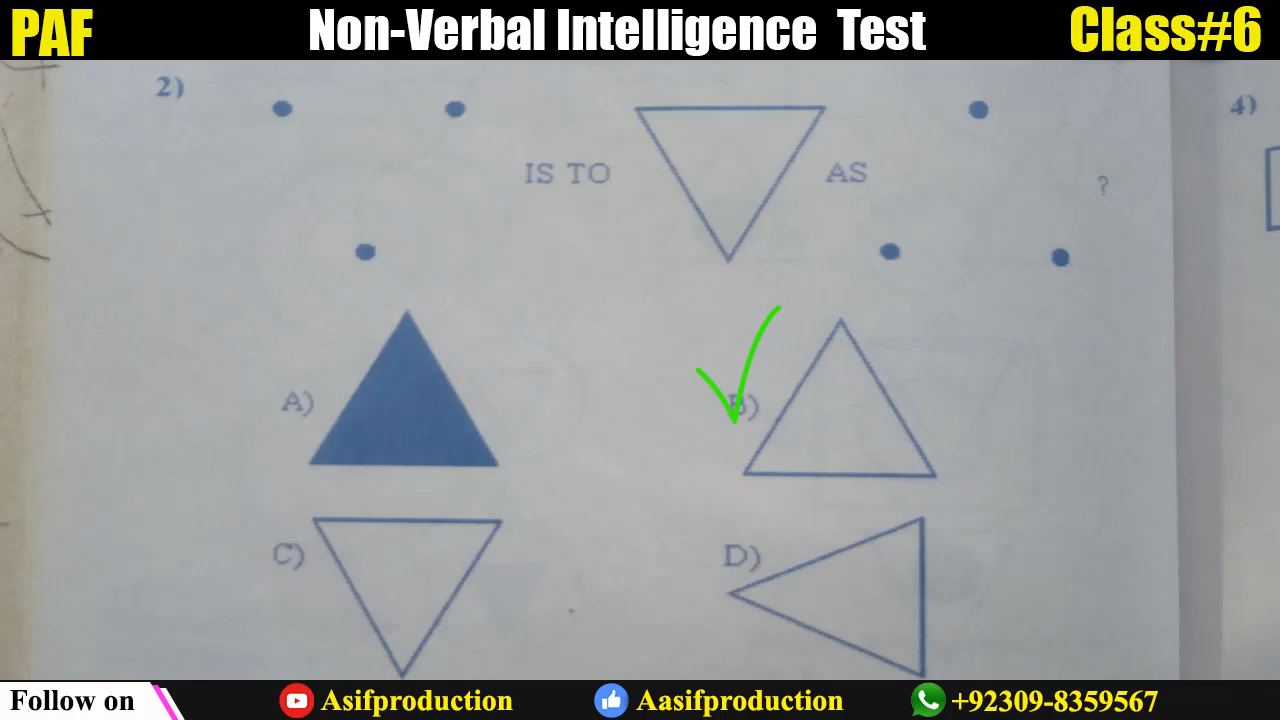 PAF Non-Verbal Intelligence Test Class#6
2)
4)
IS TO
AS
?
A)
B)
C)
D)
Follow on Asifproduction Aasifproduction +92309-8359567